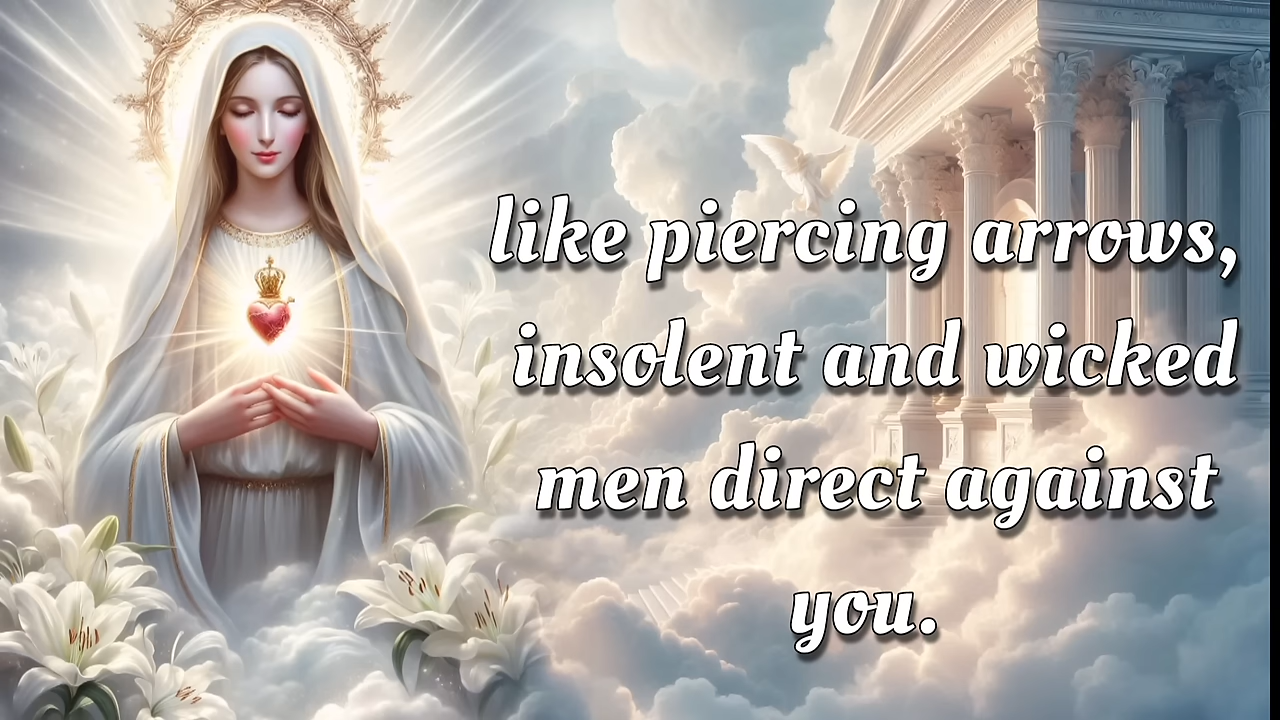 like piercing arrows,
insolent and wicked
men direct against
you.